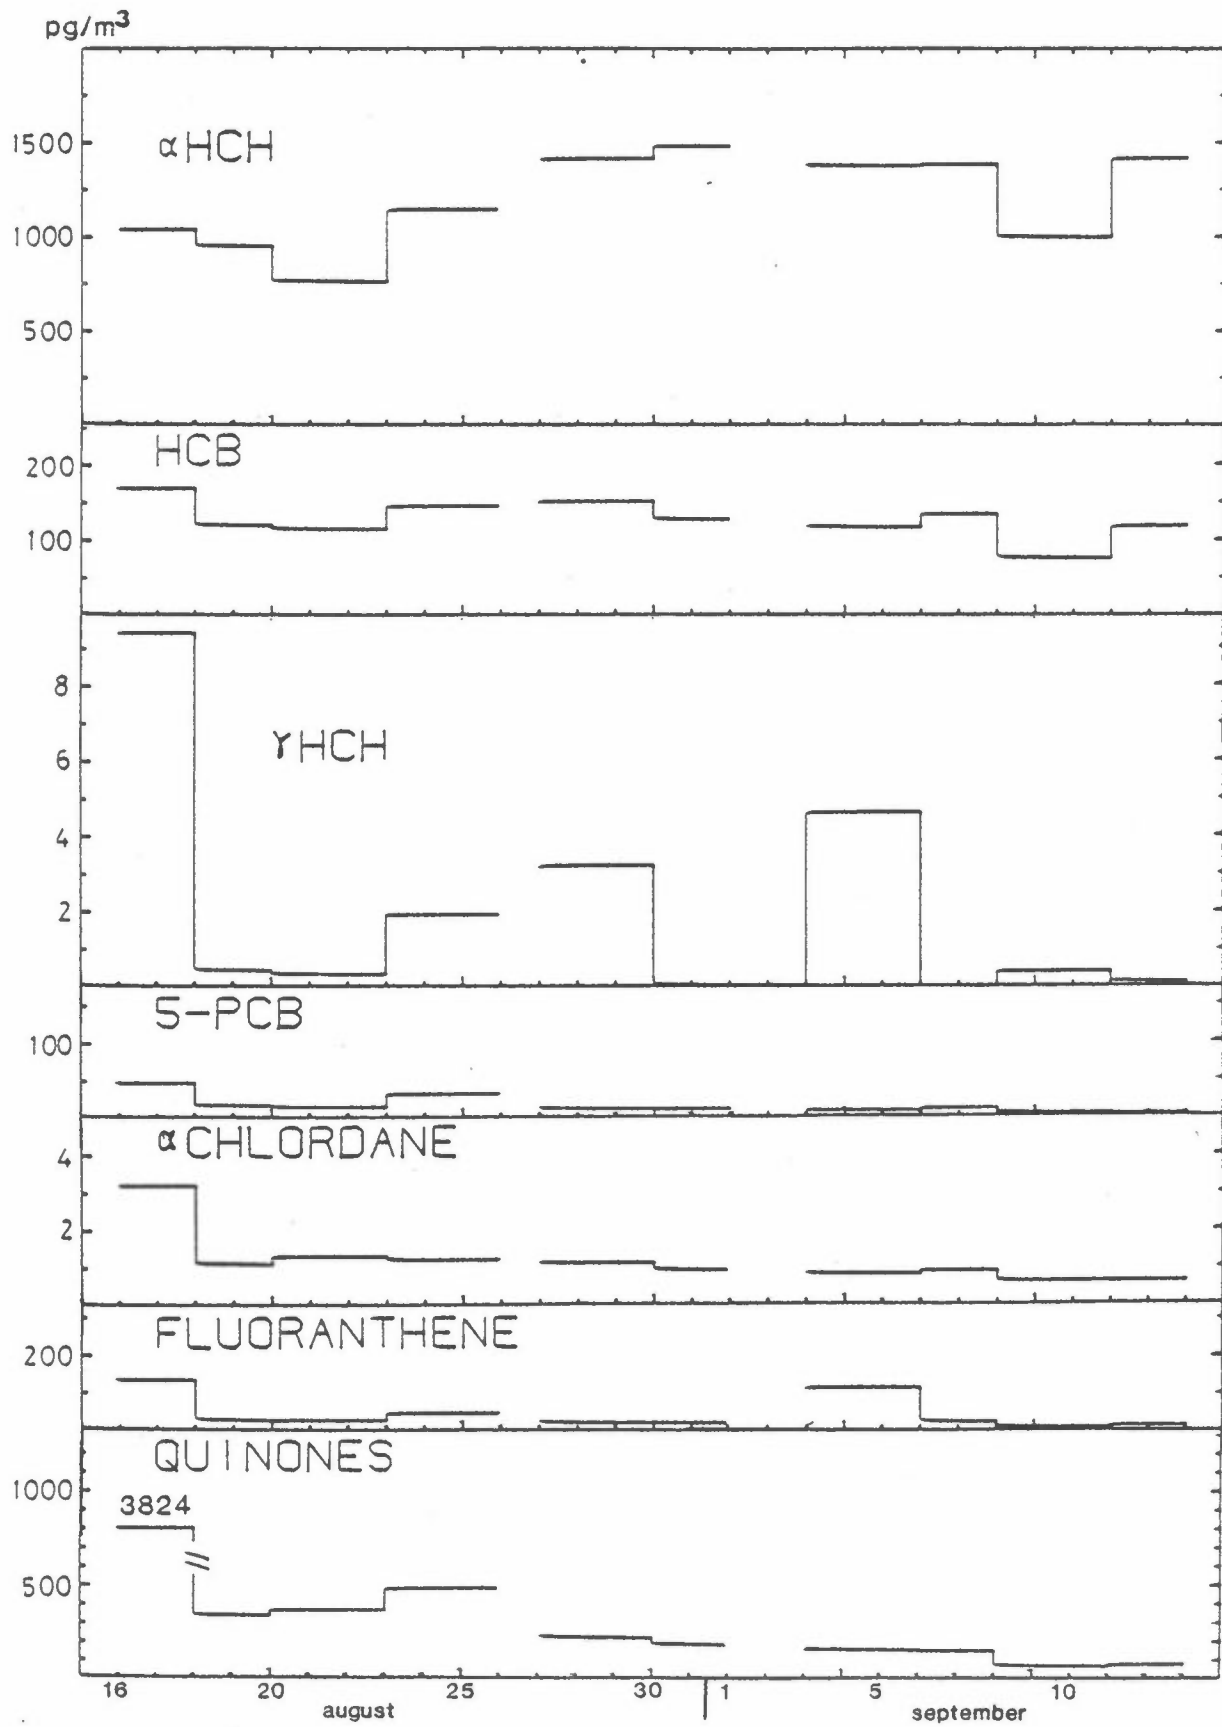 pg/m³
1500
αHCH
1000
500
HCB
200
100
8
γHCH
6
4
2
5-PCB
100
αCHLORDANE
4
2
FLUORANTHENE
200
QUINONES
1000
3824
500
16 20 25 30 1 5 10
august september